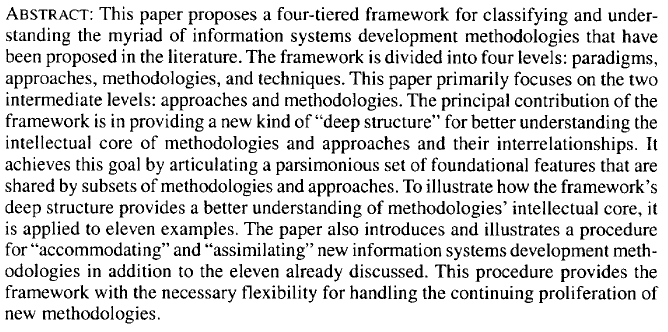 ABSTRACT: This paper proposes a four-tiered framework for classifying and under-
standing the myriad of information systems development methodologies that have
been proposed in the literature. The framework is divided into four levels: paradigms,
approaches, methodologies, and techniques. This paper primarily focuses on the two
intermediate levels: approaches and methodologies. The principal contribution of the
framework is in providing a new kind of “deep structure” for better understanding the
intellectual core of methodologies and approaches and their interrelationships. It
achieves this goal by articulating a parsimonious set of foundational features that are
shared by subsets of methodologies and approaches. To illustrate how the framework’s
deep structure provides a better understanding of methodologies’ intellectual core, it
is applied to eleven examples. The paper also introduces and illustrates a procedure
for “accommodating” and “assimilating” new information systems development meth-
odologies in addition to the eleven already discussed. This procedure provides the
framework with the necessary flexibility for handling the continuing proliferation of
new methodologies.